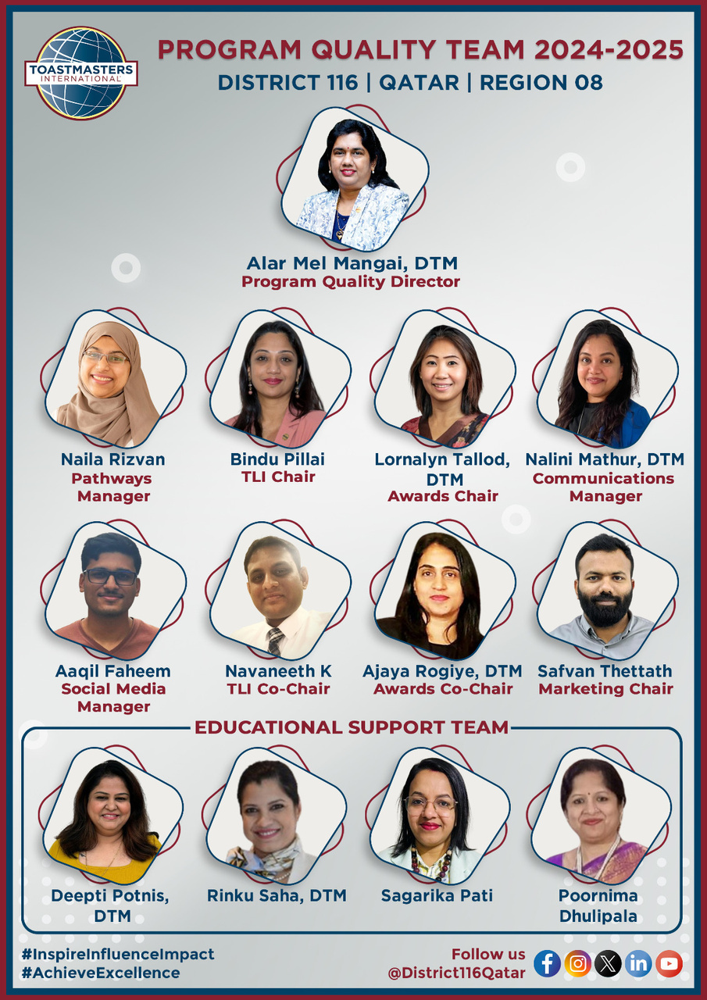 TOASTMASTERS
INTERNATIONAL
PROGRAM QUALITY TEAM 2024-2025
DISTRICT 116 | QATAR | REGION 08
Alar Mel Mangai, DTM
Program Quality Director
Naila Rizvan
Pathways
Manager
Bindu Pillai
TLI Chair
Lornalyn Tallod,
DTM
Awards Chair
Nalini Mathur, DTM
Communications
Manager
Aaqil Faheem
Social Media
Manager
Navaneeth K
TLI Co-Chair
Ajaya Rogiye, DTM
Awards Co-Chair
Safvan Thettath
Marketing Chair
EDUCATIONAL SUPPORT TEAM
Deepti Potnis,
DTM
Rinku Saha, DTM
Sagarika Pati
Poornima
Dhulipala
#InspireInfluenceImpact
#AchieveExcellence
Follow us
@District116Qatar